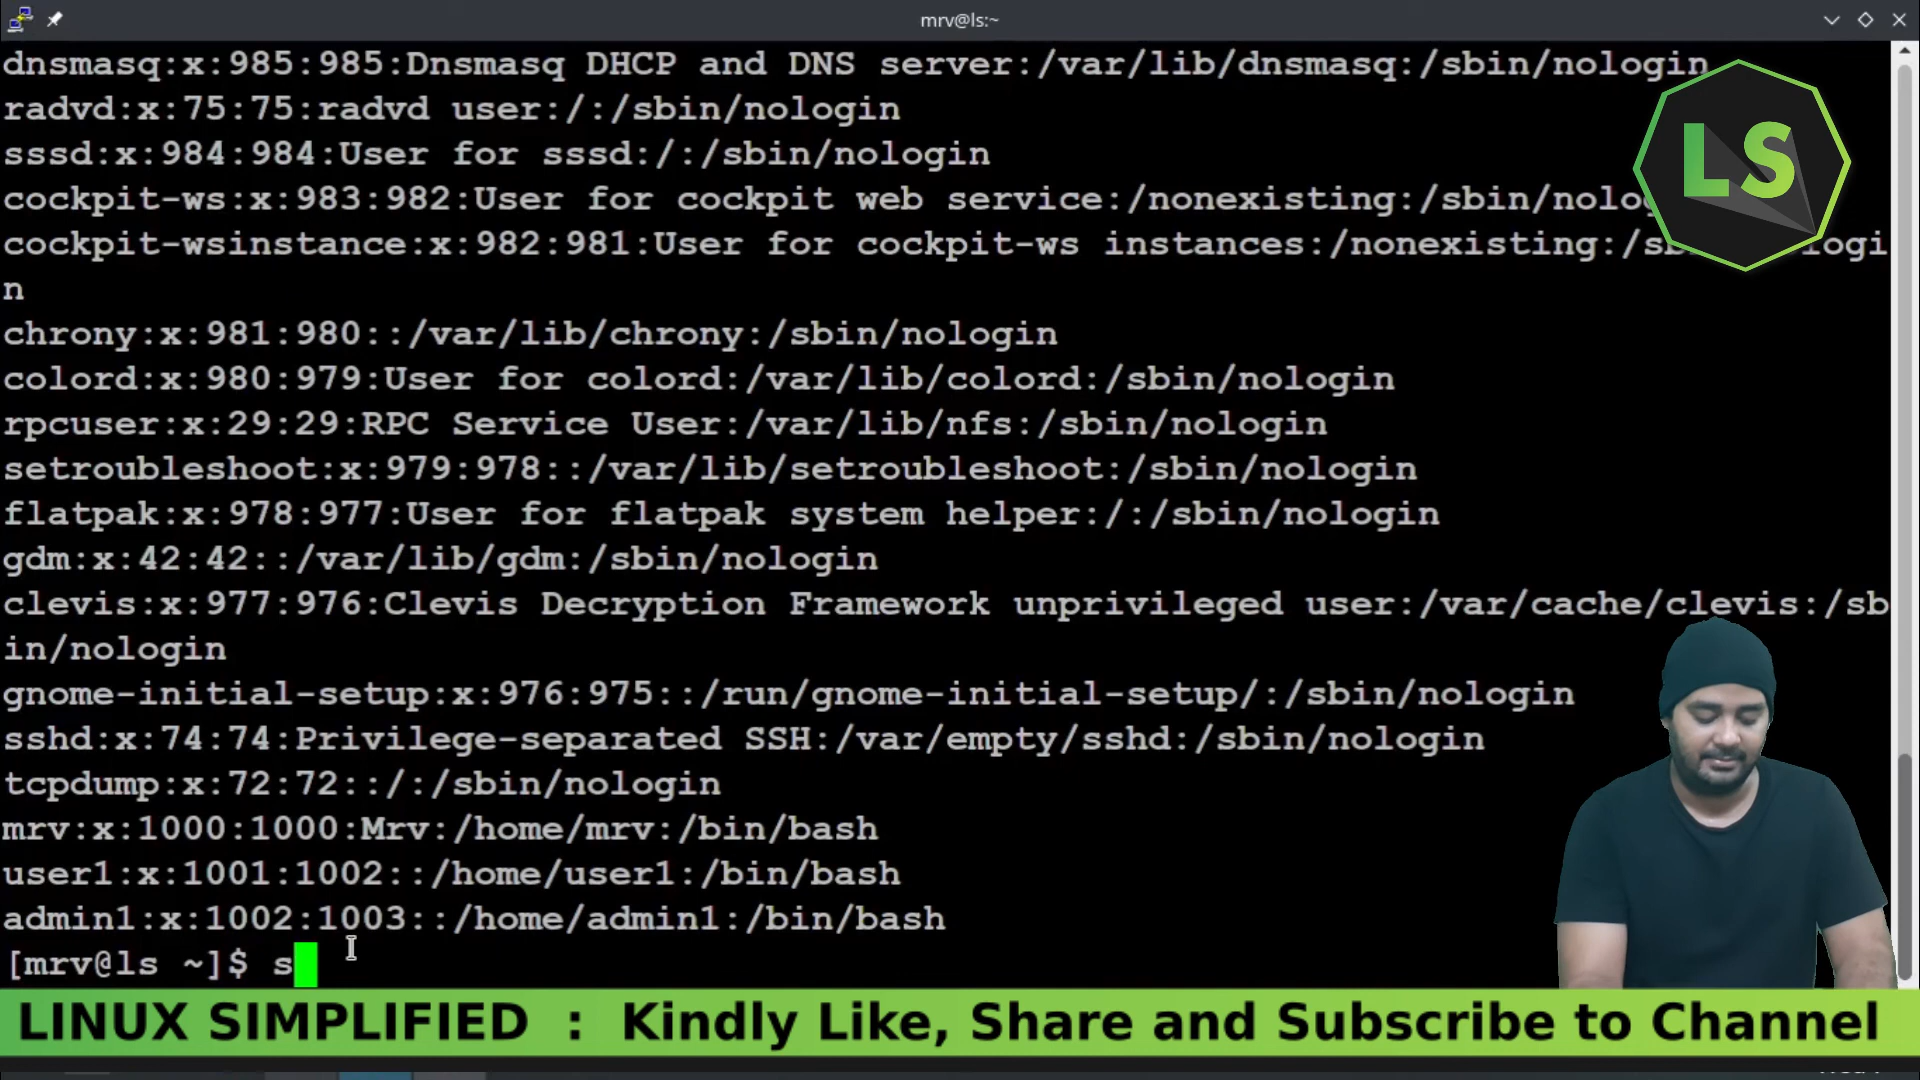 mrv@ls:~
dnsmasq:x:985:985:Dnsmasq DHCP and DNS server:/var/lib/dnsmasq:/sbin/nologin
radvd:x:75:75:radvd user:/:/sbin/nologin
sssd:x:984:984:User for sssd:/:/sbin/nologin
LS
cockpit-ws:x:983:982:User for cockpit web service:/nonexisting:/sbin/nolog
cockpit-wsinstance:x:982:981:User for cockpit-ws instances:/nonexisting:/sb logi
n
chrony:x:981:980::/var/lib/chrony:/sbin/nologin
colord:x:980:979:User for colord:/var/lib/colord:/sbin/nologin
rpcuser:x:29:29:RPC Service User:/var/lib/nfs:/sbin/nologin
setroubleshoot:x:979:978::/var/lib/setroubleshoot:/sbin/nologin
flatpak:x:978:977:User for flatpak system helper:/:/sbin/nologin
gdm:x:42:42::/var/lib/gdm:/sbin/nologin
clevis:x:977:976:Clevis Decryption Framework unprivileged user:/var/cache/clevis:/sb
in/nologin
gnome-initial-setup:x:976:975::/run/gnome-initial-setup/:/sbin/nologin
sshd:x:74:74:Privilege-separated SSH:/var/empty/sshd:/sbin/nologin
tcpdump:x:72:72::/:/sbin/nologin
mrv:x:1000:1000:Mrv:/home/mrv:/bin/bash
user1:x:1001:1002::/home/user1:/bin/bash
admin1:x:1002:1003::/home/admin1:/bin/bash
[mrv@ls ~]$ s
LINUX SIMPLIFIED : Kindly Like, Share and Subscribe to Channel